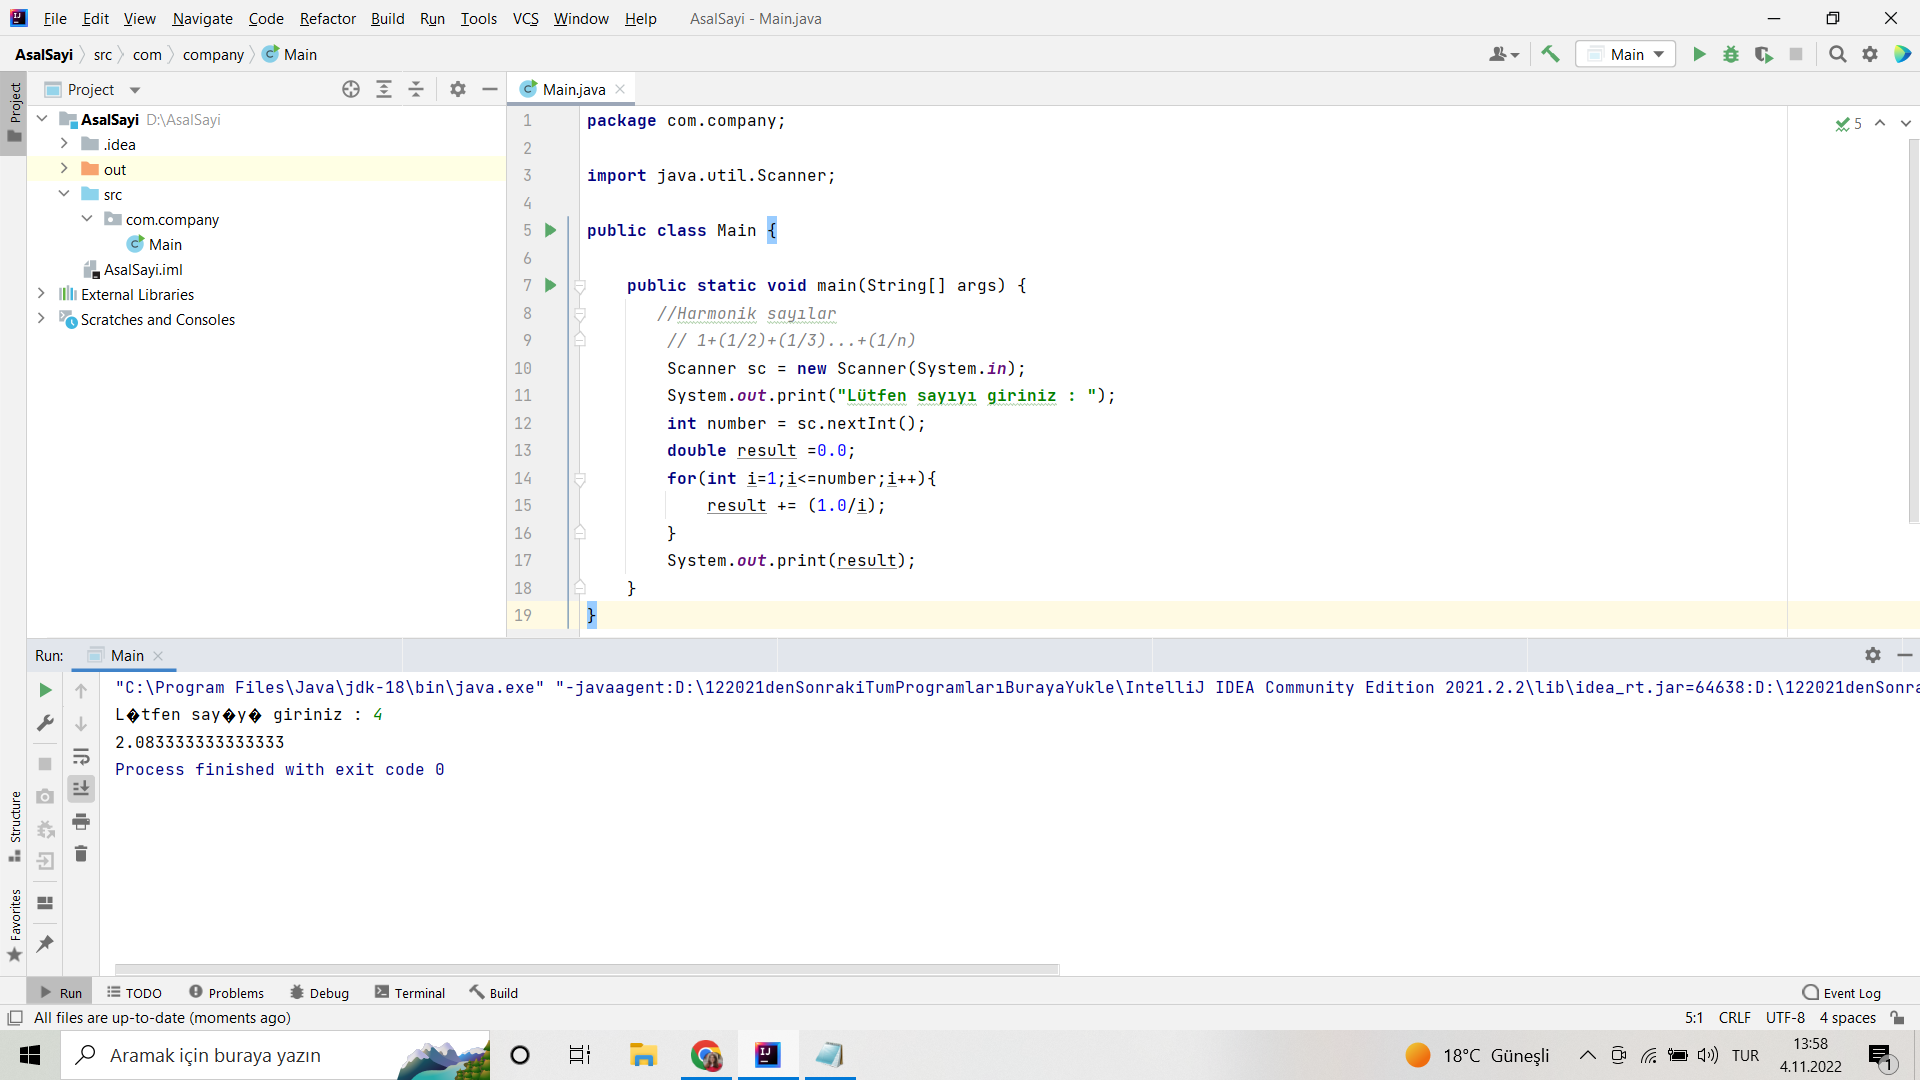 File Edit View Navigate Code Refactor Build Run Tools VCS Window Help AsalSayi - Main.java
AsalSayi src com company Main
Main
Project
Project
Main.java
AsalSayi D:\AsalSayi
.idea
out
src
com.company
Main
AsalSayi.iml
External Libraries
Scratches and Consoles
5
1 package com.company;
2
3 import java.util.Scanner;
4
5 public class Main {
6
7 public static void main(String[] args) {
8 //Harmonik sayılar
9 // 1+(1/2)+(1/3)...+(1/n)
10 Scanner sc = new Scanner(System.in);
11 System.out.print("Lütfen sayıyı giriniz : ");
12 int number = sc.nextInt();
13 double result =0.0;
14 for(int i=1;i<=number;i++){
15 result += (1.0/i);
16 }
17 System.out.print(result);
18 }
19 }
Run: Main
"C:\Program Files\Java\jdk-18\bin\java.exe" "-javaagent:D:\122021denSonrakiTumProgramlarıBurayaYukle\IntelliJ IDEA Community Edition 2021.2.2\lib\idea_rt.jar=64638:D:\122021denSonra
L�tfen say�y� giriniz : 4
2.083333333333333
Process finished with exit code 0
Structure
Favorites
Run TODO Problems Debug Terminal Build Event Log
All files are up-to-date (moments ago) 5:1 CRLF UTF-8 4 spaces
Aramak için buraya yazın
18°C Güneşli
TUR
13:58
4.11.2022
1